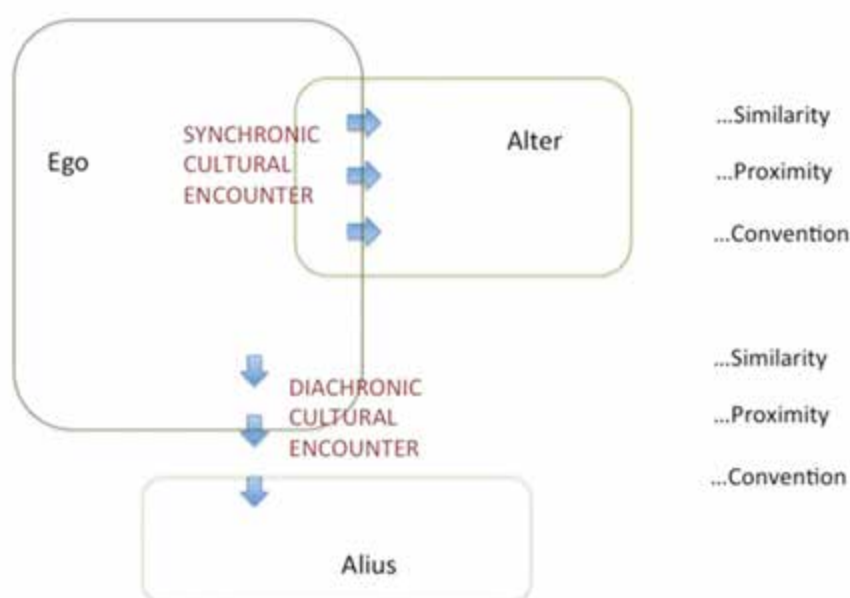 Ego
SYNCHRONIC
CULTURAL
ENCOUNTER
Alter
...Similarity
...Proximity
...Convention
DIACHRONIC
CULTURAL
ENCOUNTER
...Similarity
...Proximity
...Convention
Alius